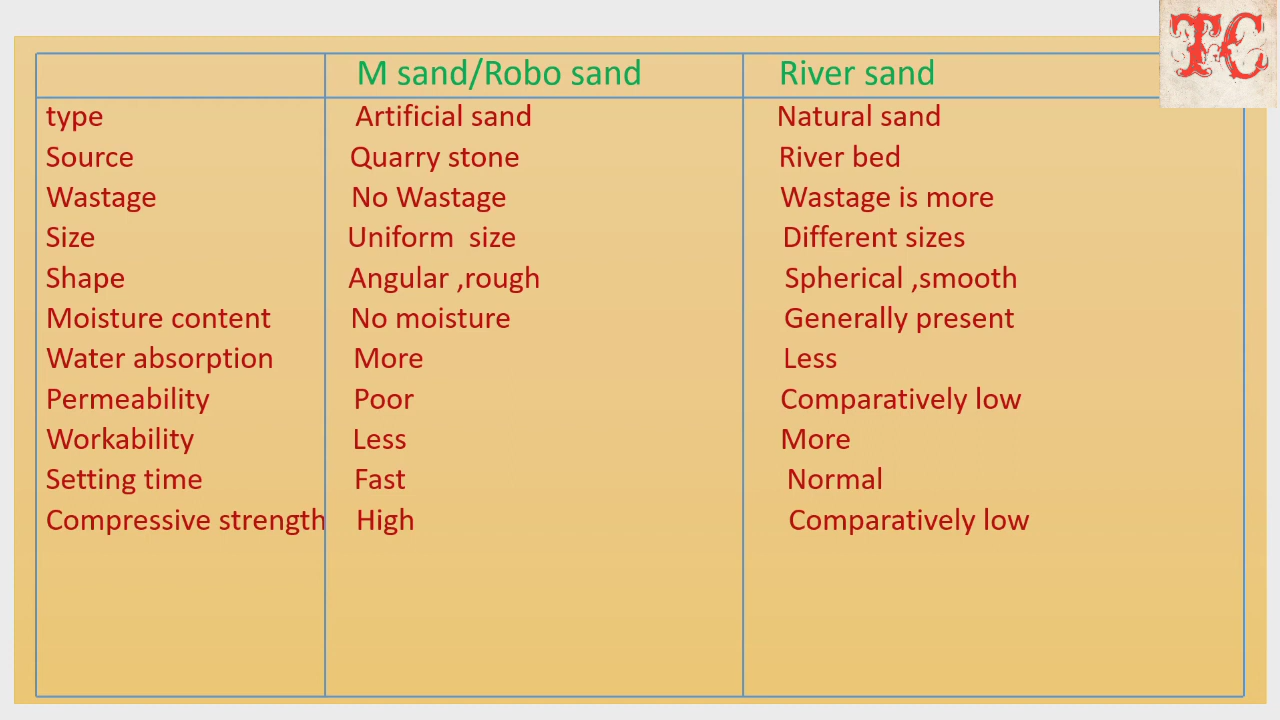 TC
M sand/Robo sand River sand
type Artificial sand Natural sand
Source Quarry stone River bed
Wastage No Wastage Wastage is more
Size Uniform  size Different sizes
Shape Angular ,rough Spherical ,smooth
Moisture content No moisture Generally present
Water absorption More Less
Permeability Poor Comparatively low
Workability Less More
Setting time Fast Normal
Compressive strength High Comparatively low